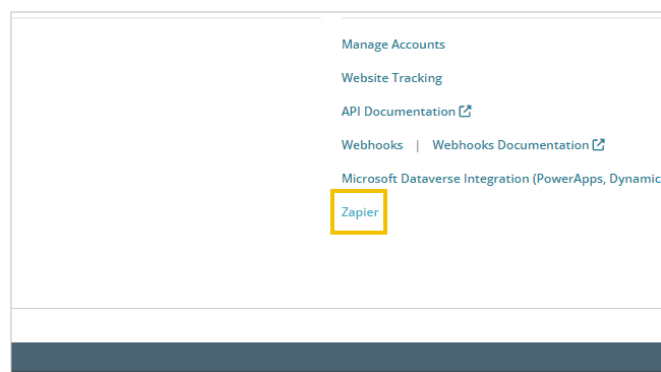 Manage Accounts
Website Tracking
API Documentation
Webhooks | Webhooks Documentation
Microsoft Dataverse Integration (PowerApps, Dynamic
Zapier